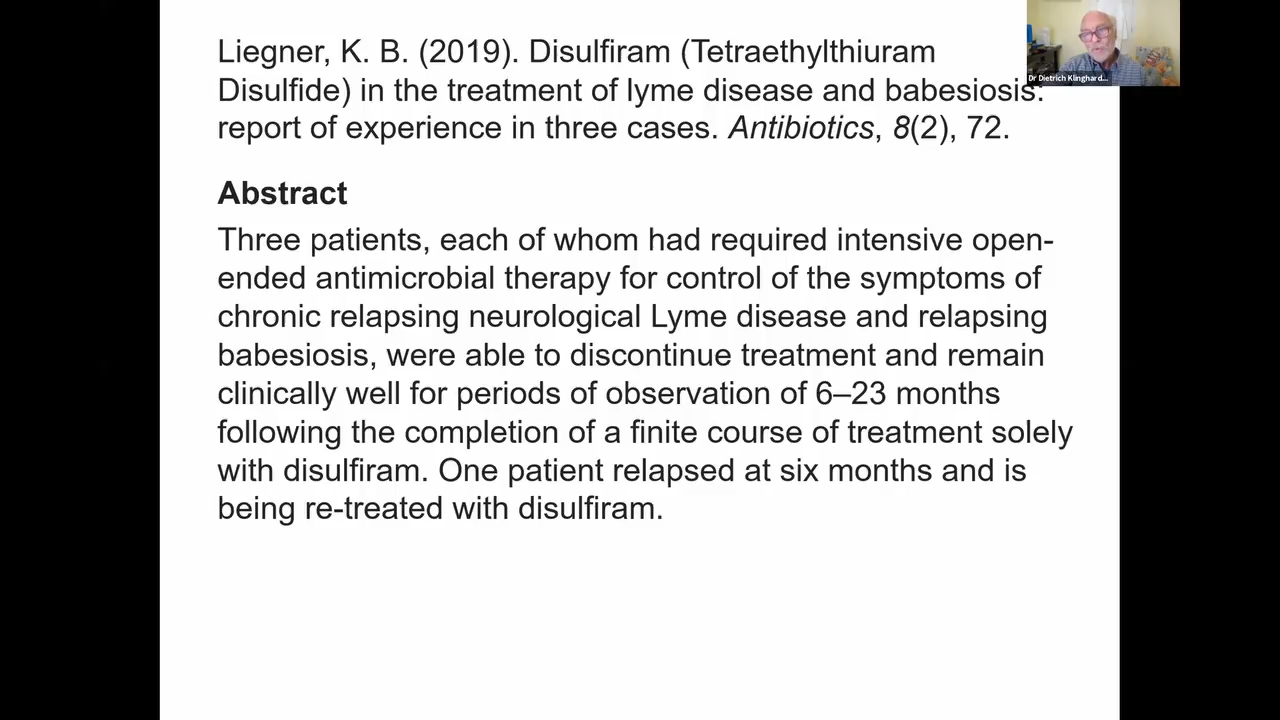 Liegner, K. B. (2019). Disulfiram (Tetraethylthiuram
Disulfide) in the treatment of lyme disease and babesiosis:
report of experience in three cases. Antibiotics, 8(2), 72.
Dr Dietrich Klinghard...
Abstract
Three patients, each of whom had required intensive open-
ended antimicrobial therapy for control of the symptoms of
chronic relapsing neurological Lyme disease and relapsing
babesiosis, were able to discontinue treatment and remain
clinically well for periods of observation of 6–23 months
following the completion of a finite course of treatment solely
with disulfiram. One patient relapsed at six months and is
being re-treated with disulfiram.